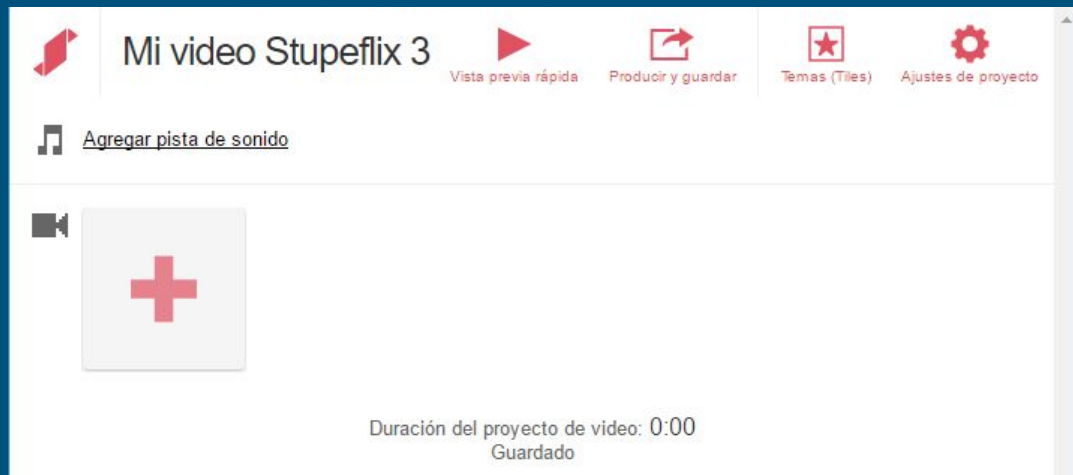 Mi video Stupeflix 3
Vista previa rápida
Producir y guardar
Temas (Tiles)
Ajustes de proyecto
Agregar pista de sonido
Duración del proyecto de video: 0:00
Guardado